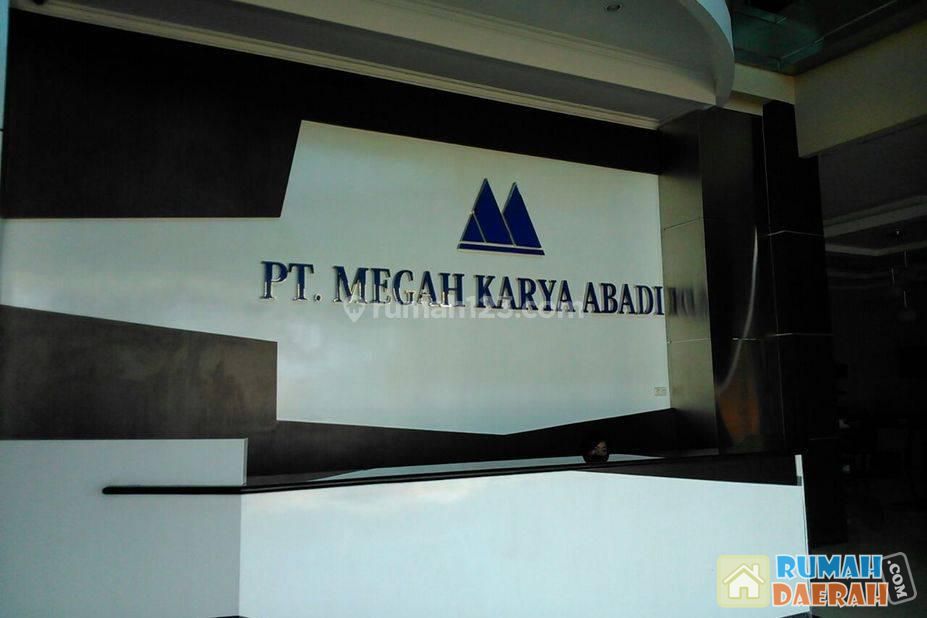 PT. MEGAH KARYA ABADI
rumah123.com
RUMAH
DAERAH
.COM